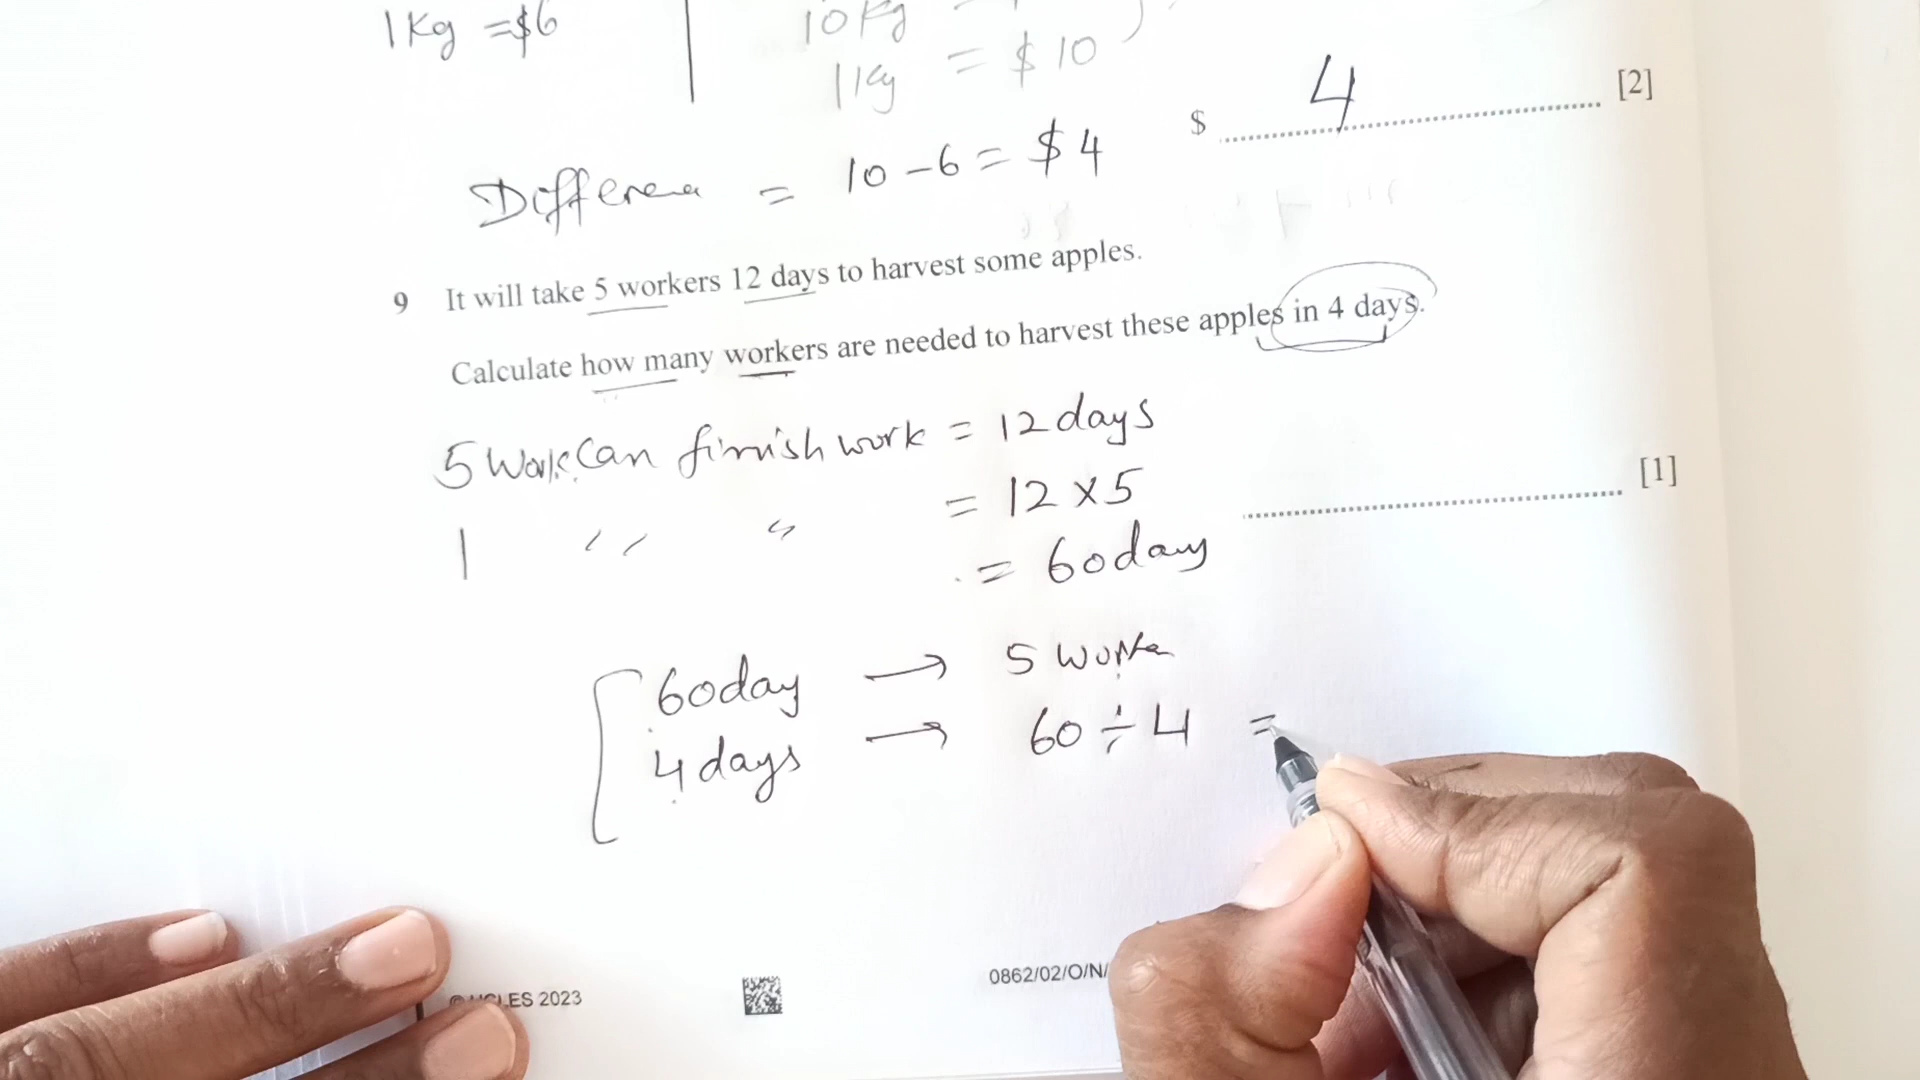 1Kg = $6
10Kg =
1Kg = $10
$ 4 [2]
Differena = 10 - 6 = $4
9 It will take 5 workers 12 days to harvest some apples.
Calculate how many workers are needed to harvest these apples in 4 days.
5 Work. Can finish work = 12 days
= 12 x 5
[1]
1 " " = 60 day
60 day → 5 Worke
4 days → 60 ÷ 4 =
LES 2023
0862/02/O/N/